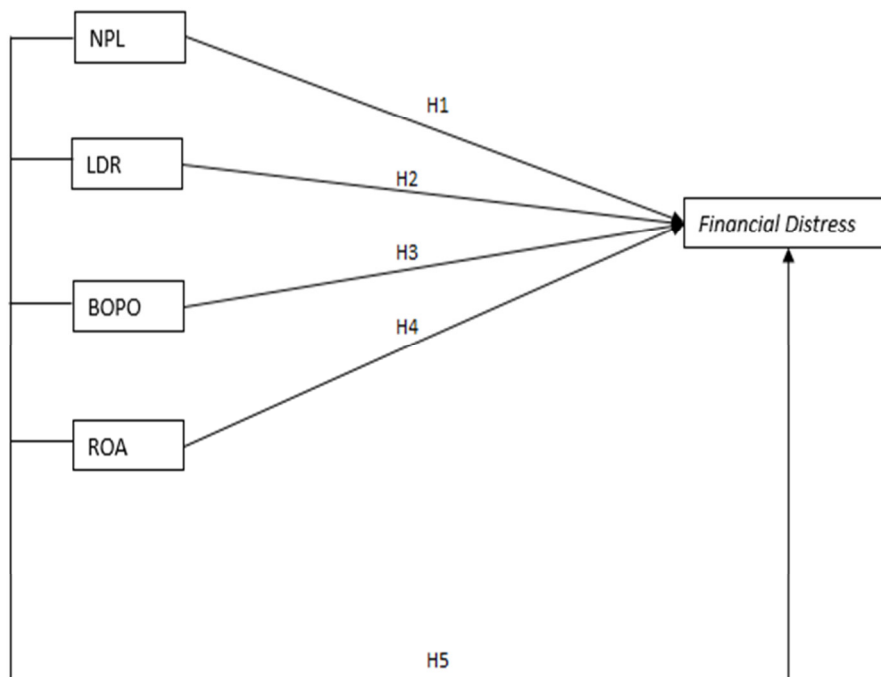 NPL
H1
LDR
H2
Financial Distress
H3
BOPO
H4
ROA
H5